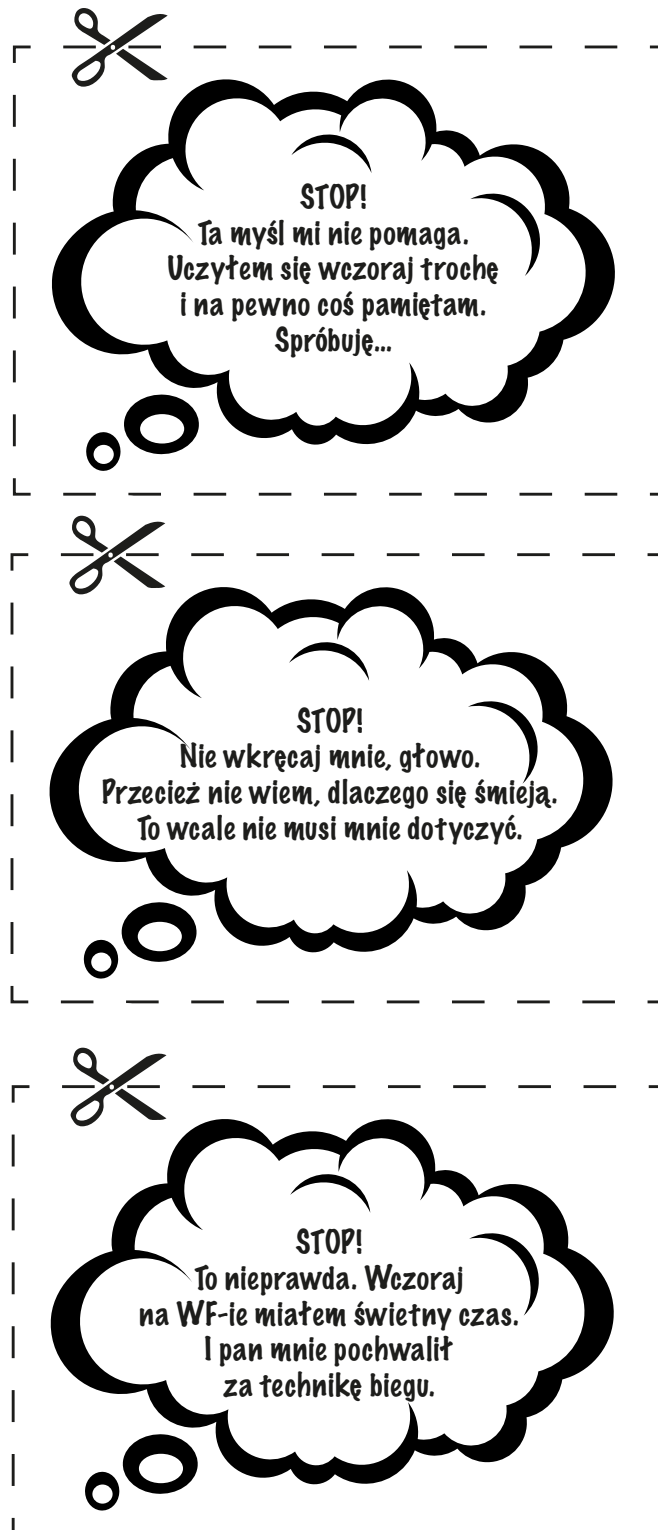 STOP!
Ta myśl mi nie pomaga.
Uczyłem się wczoraj trochę
i na pewno coś pamiętam.
Spróbuję...
STOP!
Nie wkręcaj mnie, głowo.
Przecież nie wiem, dlaczego się śmieją.
To wcale nie musi mnie dotyczyć.
STOP!
To nieprawda. Wczoraj
na WF-ie miałem świetny czas.
I pan mnie pochwalił
za technikę biegu.